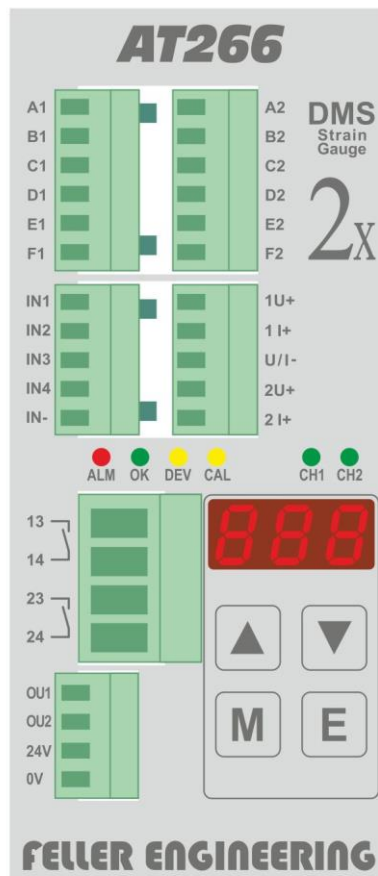 AT266
A1
B1
C1
D1
E1
F1
A2
B2
C2
D2
E2
F2
DMS
Strain
Gauge
2x
IN1
IN2
IN3
IN4
IN-
1U+
1 I+
U/I-
2U+
2 I+
ALM OK DEV CAL CH1 CH2
13
14
23
24
888
M E
OU1
OU2
24V
0V
FELLER ENGINEERING